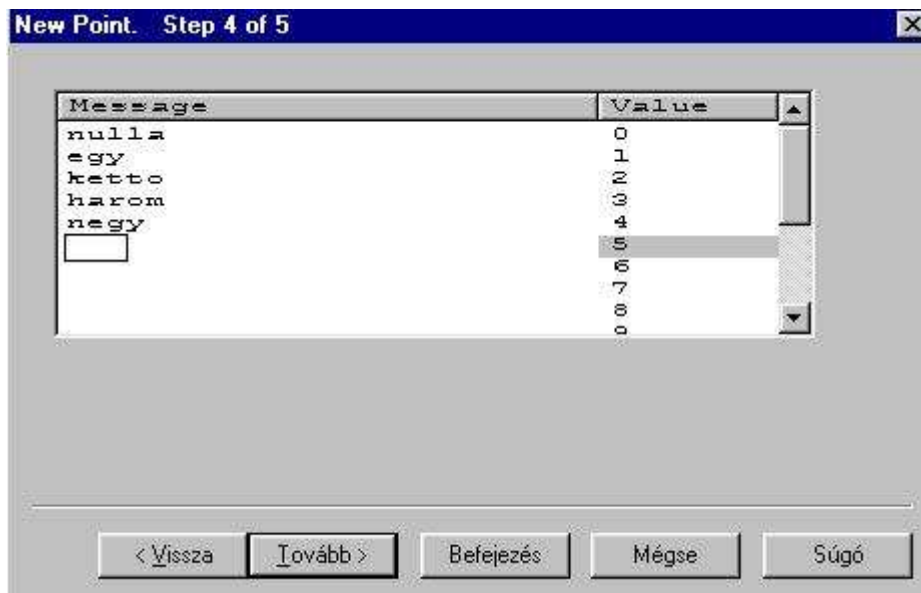 New Point. Step 4 of 5
Message Value
nulla 0
egy 1
ketto 2
harom 3
negy 4
5
6
7
8
9
< Vissza Tovább > Befejezés Mégse Súgó